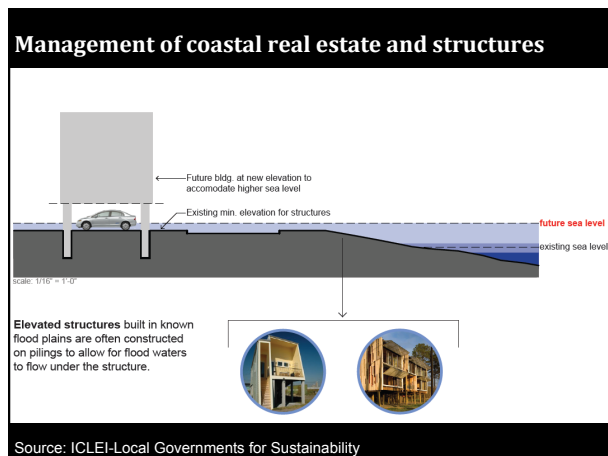 Management of coastal real estate and structures
Future bldg. at new elevation to
accomodate higher sea level
Existing min. elevation for structures
future sea level
existing sea level
scale: 1/16" = 1'-0"
Elevated structures built in known
flood plains are often constructed
on pilings to allow for flood waters
to flow under the structure.
Source: ICLEI-Local Governments for Sustainability